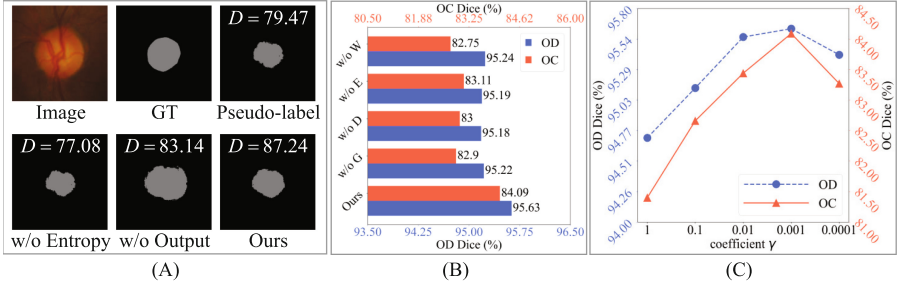 D = 79.47
Image
GT
Pseudo-label
D = 77.08
D = 83.14
D = 87.24
w/o Entropy
w/o Output
Ours
(A)
OC Dice (%)
80.50 81.88 83.25 84.62 86.00
w/o W
82.75
95.24
OD
OC
w/o E
83.11
95.19
w/o D
83
95.18
w/o G
82.9
95.22
Ours
84.09
95.63
93.50 94.25 95.00 95.75 96.50
OD Dice (%)
(B)
OD Dice (%)
95.80
95.54
95.29
95.03
94.77
94.51
94.26
94.00
OC Dice (%)
84.50
84.00
83.50
83.00
82.50
82.00
81.50
81.00
OD
OC
1 0.1 0.01 0.001 0.0001
coefficient γ
(C)